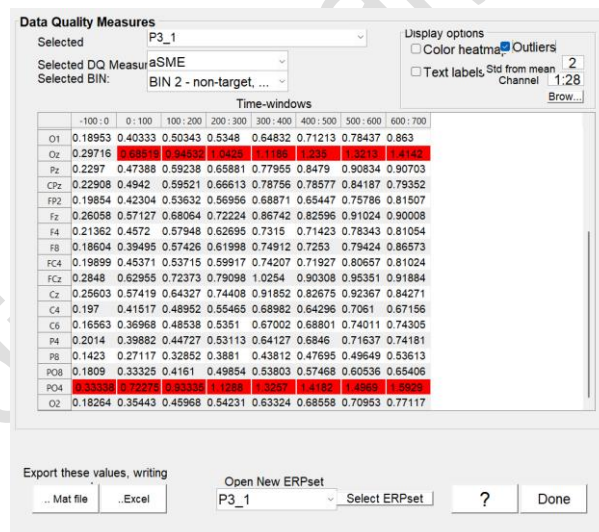 Data Quality Measures
Selected P3_1
Selected DQ Measur aSME
Selected BIN: BIN 2 - non-target, ...
Display options
Color heatmap Outliers
Text labels Std from mean 2
Channel 1:28
Brow...
Time-windows
-100 : 0 0 : 100 100 : 200 200 : 300 300 : 400 400 : 500 500 : 600 600 : 700
O1 0.18953 0.40333 0.50343 0.5348 0.64832 0.71213 0.78437 0.863
Oz 0.29716 0.68519 0.94532 1.0425 1.1186 1.235 1.3213 1.4142
Pz 0.2297 0.47388 0.59238 0.65881 0.77955 0.8479 0.90834 0.90703
CPz 0.22908 0.4942 0.59521 0.66613 0.78756 0.78577 0.84187 0.79352
FP2 0.19854 0.42304 0.53632 0.56956 0.68871 0.65447 0.75786 0.81507
Fz 0.26058 0.57127 0.68064 0.72224 0.86742 0.82596 0.91024 0.90008
F4 0.21362 0.4572 0.57948 0.62695 0.7315 0.71423 0.78343 0.81054
F8 0.18604 0.39495 0.57426 0.61998 0.74912 0.7253 0.79424 0.86573
FC4 0.19899 0.45371 0.53715 0.59917 0.74207 0.71927 0.80657 0.81024
FCz 0.2848 0.62955 0.72373 0.79098 1.0254 0.90308 0.95351 0.91884
Cz 0.25603 0.57419 0.64327 0.74408 0.91852 0.82675 0.92367 0.84271
C4 0.197 0.41517 0.48952 0.55465 0.68982 0.64296 0.7061 0.67156
C6 0.16563 0.36968 0.48538 0.5351 0.67002 0.68801 0.74011 0.74305
P4 0.2014 0.39882 0.44727 0.53113 0.64127 0.6846 0.71637 0.74181
P8 0.1423 0.27117 0.32852 0.3881 0.43812 0.47695 0.49649 0.53613
PO8 0.1809 0.33325 0.4161 0.49854 0.53803 0.57468 0.60536 0.65406
PO4 0.33338 0.72275 0.93335 1.1288 1.3257 1.4182 1.4969 1.5929
O2 0.18264 0.35443 0.45968 0.54231 0.63324 0.68558 0.70953 0.77117
Export these values, writing
.. Mat file ..Excel
Open New ERPset
P3_1 Select ERPset ? Done